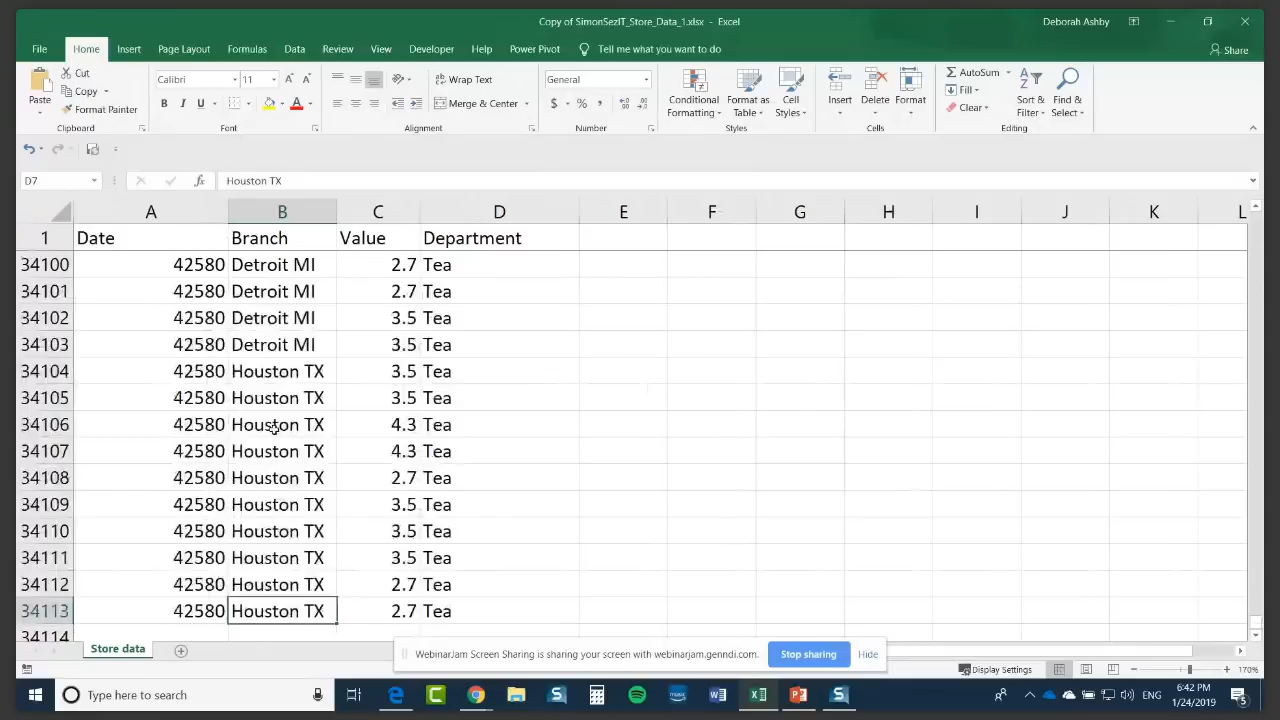 Copy of SimonSezIT_Store_Data_1.xlsx - Excel
Deborah Ashby
File Home Insert Page Layout Formulas Data Review View Developer Help Power Pivot Tell me what you want to do
Share
Paste
Cut
Copy
Format Painter
Clipboard
Calibri 11
B I U A
Font
Wrap Text
Merge & Center
Alignment
General
$ % ,
Number
Conditional Formatting
Format as Table
Cell Styles
Styles
Insert Delete Format
Cells
AutoSum
Fill
Clear
Sort & Filter
Find & Select
Editing
D7 fx Houston TX
A B C D E F G H I J K L
1 Date Branch Value Department
34100 42580 Detroit MI 2.7 Tea
34101 42580 Detroit MI 2.7 Tea
34102 42580 Detroit MI 3.5 Tea
34103 42580 Detroit MI 3.5 Tea
34104 42580 Houston TX 3.5 Tea
34105 42580 Houston TX 3.5 Tea
34106 42580 Houston TX 4.3 Tea
34107 42580 Houston TX 4.3 Tea
34108 42580 Houston TX 2.7 Tea
34109 42580 Houston TX 3.5 Tea
34110 42580 Houston TX 3.5 Tea
34111 42580 Houston TX 3.5 Tea
34112 42580 Houston TX 2.7 Tea
34113 42580 Houston TX 2.7 Tea
34114
Store data
WebinarJam Screen Sharing is sharing your screen with webinarjam.genndi.com. Stop sharing Hide
Display Settings 170%
Type here to search
ENG
6:42 PM
1/24/2019
5